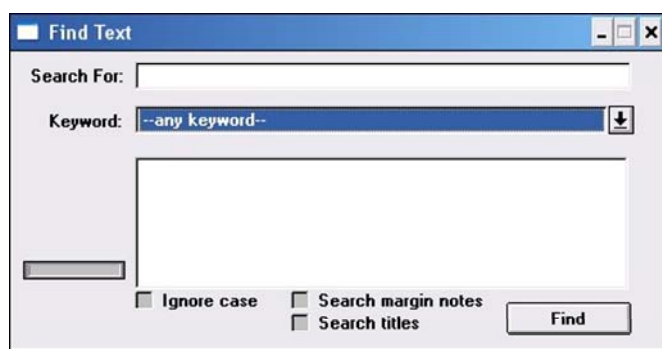 Find Text
Search For:
Keyword: --any keyword--
Ignore case
Search margin notes
Search titles
Find